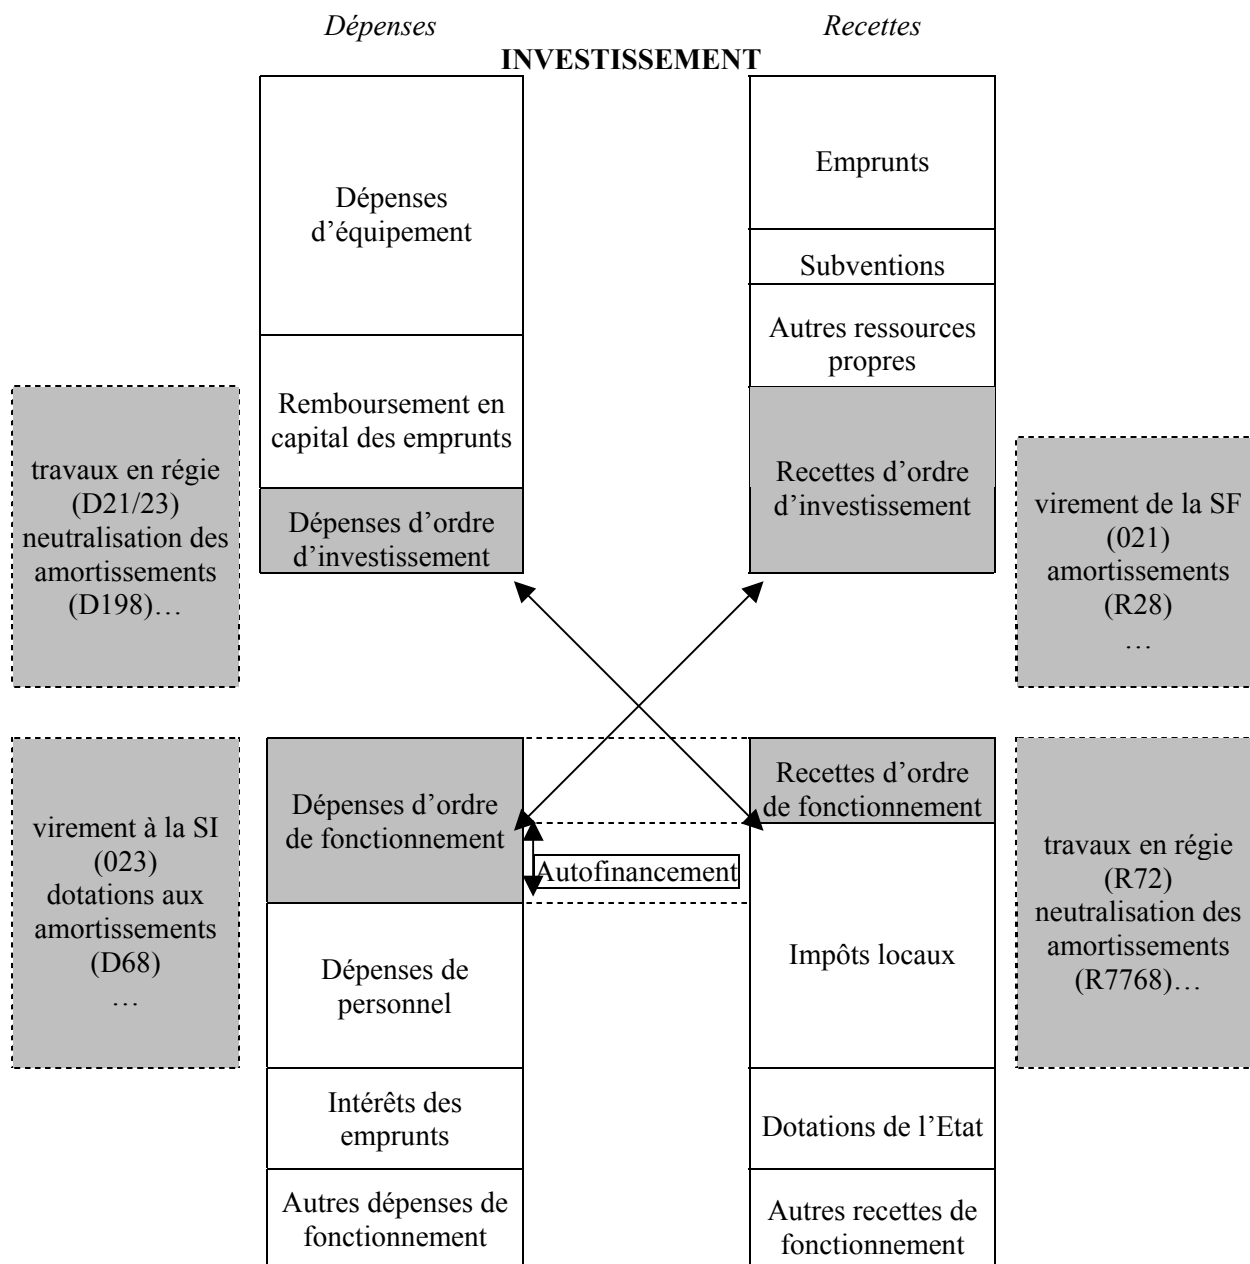 Dépenses
Recettes
INVESTISSEMENT
Dépenses
d’équipement
Remboursement en
capital des emprunts
Dépenses d’ordre
d’investissement
Emprunts
Subventions
Autres ressources
propres
Recettes d’ordre
d’investissement
travaux en régie
(D21/23)
neutralisation des
amortissements
(D198)…
virement de la SF
(021)
amortissements
(R28)
…
virement à la SI
(023)
dotations aux
amortissements
(D68)
…
Dépenses d’ordre
de fonctionnement
Autofinancement
Dépenses de
personnel
Intérêts des
emprunts
Autres dépenses de
fonctionnement
Recettes d’ordre
de fonctionnement
Impôts locaux
Dotations de l’Etat
Autres recettes de
fonctionnement
travaux en régie
(R72)
neutralisation des
amortissements
(R7768)…